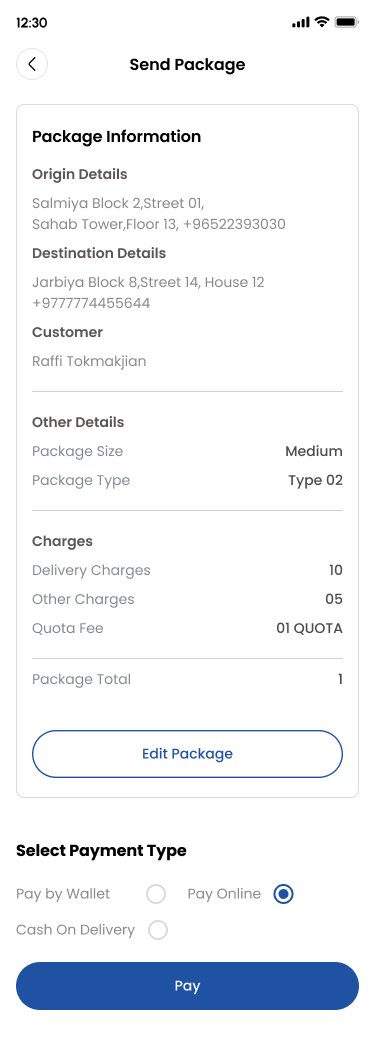 12:30
Send Package
Package Information
Origin Details
Salmiya Block 2,Street 01,
Sahab Tower,Floor 13, +96522393030
Destination Details
Jarbiya Block 8,Street 14, House 12
+9777774455644
Customer
Raffi Tokmakjian
Other Details
Package Size Medium
Package Type Type 02
Charges
Delivery Charges 10
Other Charges 05
Quota Fee 01 QUOTA
Package Total 1
Edit Package
Select Payment Type
Pay by Wallet Pay Online
Cash On Delivery
Pay